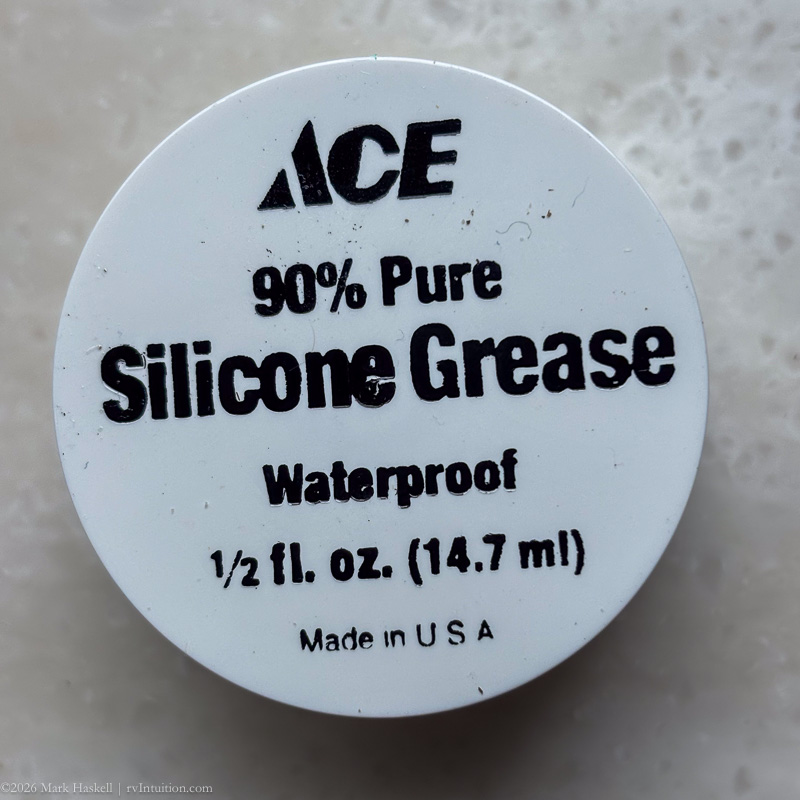 ACE
90% Pure
Silicone Grease
Waterproof
1/2 fl. oz. (14.7 ml)
Made in U S A
©2026 Mark Haskell | rvIntuition.com